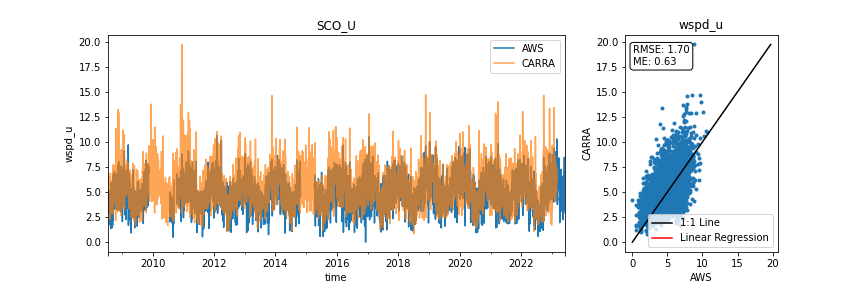 SCO_U
wspd_u
20.0
17.5
15.0
12.5
10.0
7.5
5.0
2.5
0.0
AWS
CARRA
2010
2012
2014
2016
2018
2020
2022
time
wspd_u
CARRA
20.0
17.5
15.0
12.5
10.0
7.5
5.0
2.5
0.0
RMSE: 1.70
ME: 0.63
1:1 Line
Linear Regression
0
5
10
15
20
AWS